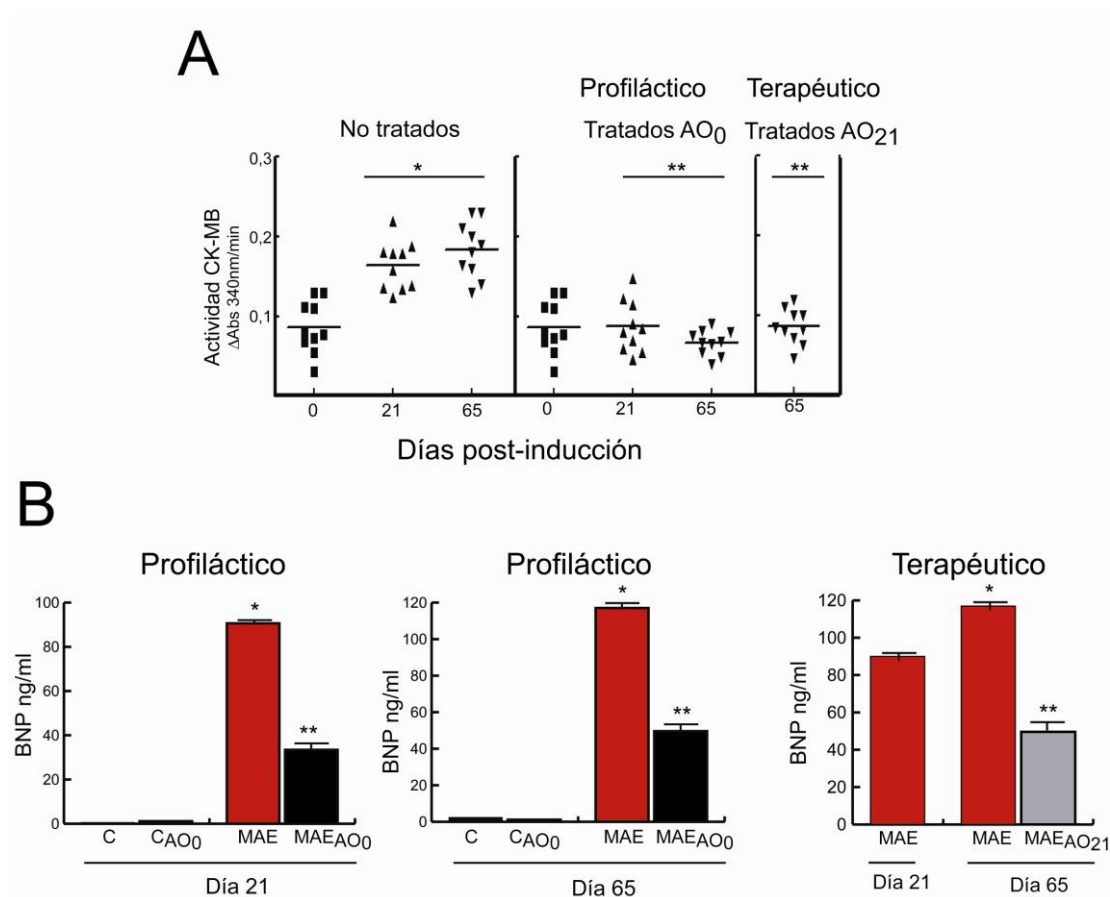 A
Profiláctico Terapéutico
No tratados Tratados AO0 Tratados AO21
* ** **
0,3
0,2
0,1
Actividad CK-MB
ΔAbs 340nm/min
0 21 65 0 21 65 65
Días post-inducción
B
Profiláctico
BNP ng/ml
100
80
60
40
20
0
* **
C CAO0 MAE MAEAO0
Día 21
Profiláctico
BNP ng/ml
120
100
80
60
40
20
0
* **
C CAO0 MAE MAEAO0
Día 65
Terapéutico
BNP ng/ml
120
100
80
60
40
20
0
* **
MAE MAE MAEAO21
Día 21 Día 65